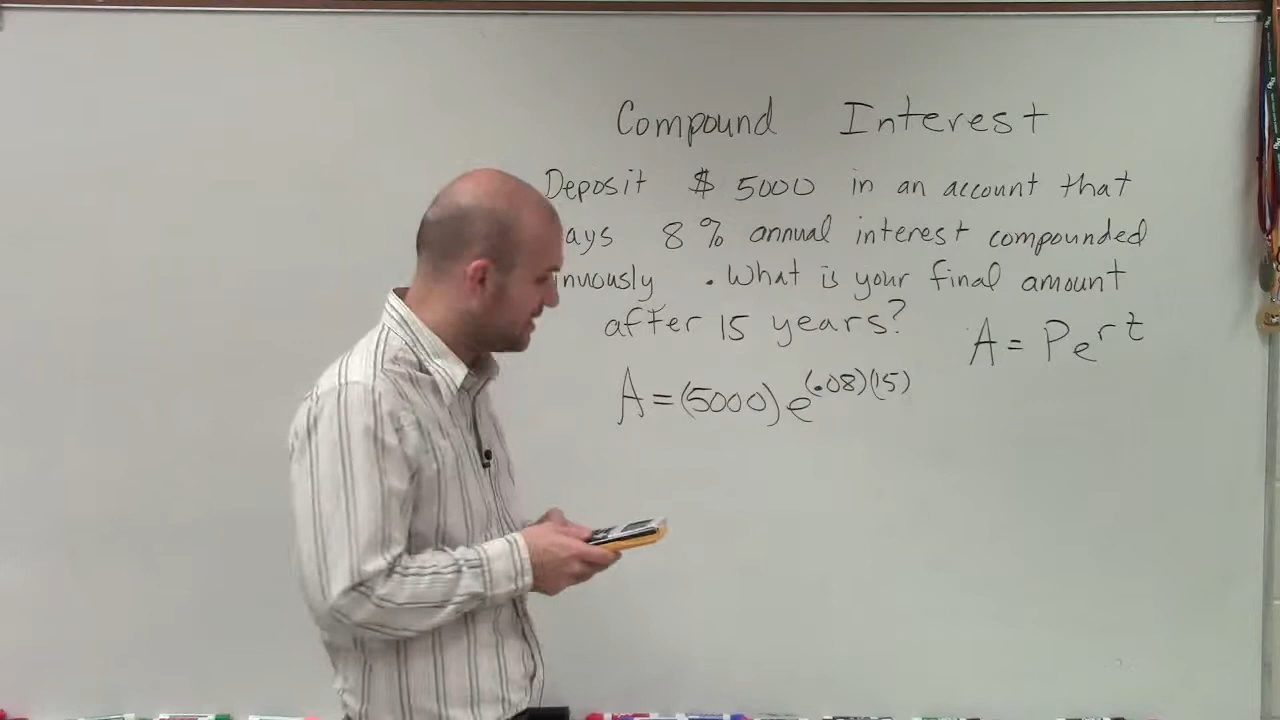 Compound Interest
Deposit $ 5000 in an account that
ays 8% annual interest compounded
inuously . What is your final amount
after 15 years?
A = Pe^rt
A = (5000)e^(.08)(15)